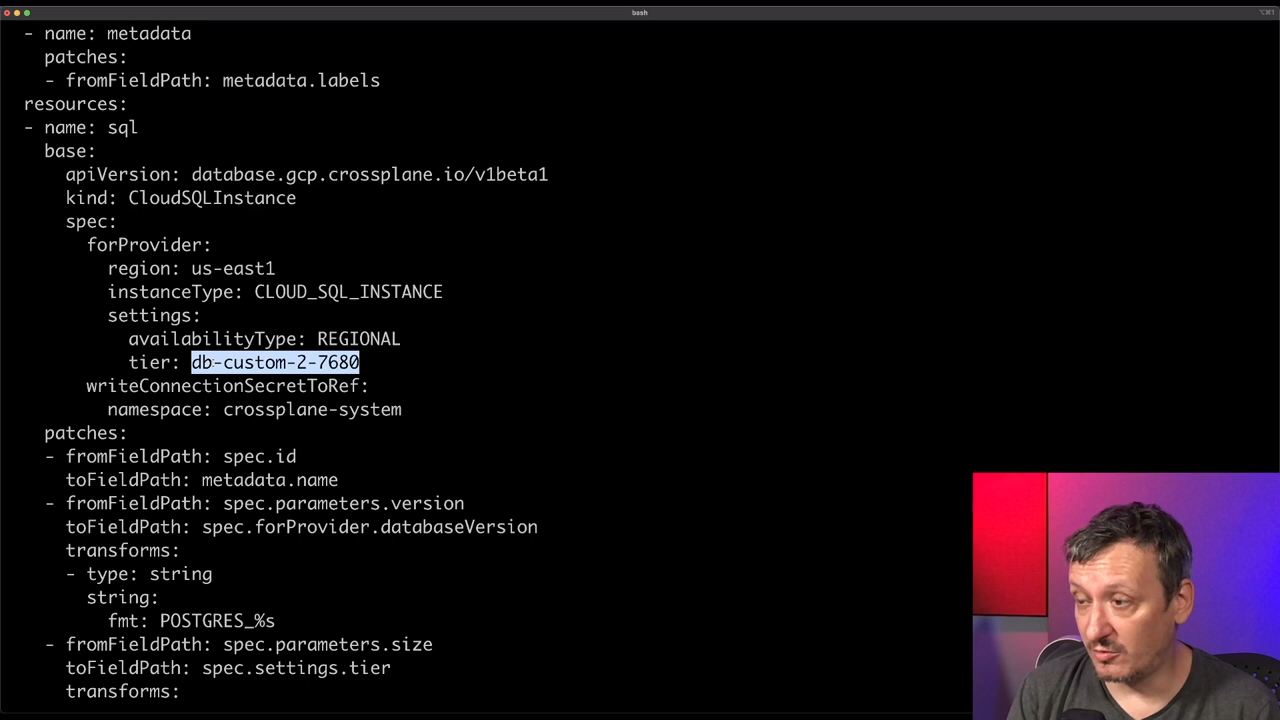 bash
⌥⌘1
- name: metadata
patches:
- fromFieldPath: metadata.labels
resources:
- name: sql
base:
apiVersion: database.gcp.crossplane.io/v1beta1
kind: CloudSQLInstance
spec:
forProvider:
region: us-east1
instanceType: CLOUD_SQL_INSTANCE
settings:
availabilityType: REGIONAL
tier: db-custom-2-7680
writeConnectionSecretToRef:
namespace: crossplane-system
patches:
- fromFieldPath: spec.id
toFieldPath: metadata.name
- fromFieldPath: spec.parameters.version
toFieldPath: spec.forProvider.databaseVersion
transforms:
- type: string
string:
fmt: POSTGRES_%s
- fromFieldPath: spec.parameters.size
toFieldPath: spec.settings.tier
transforms: